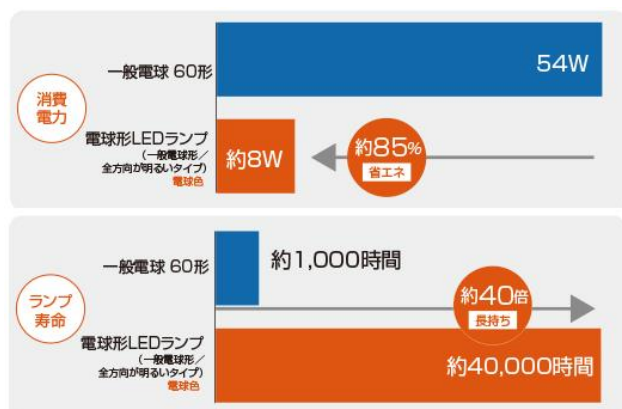 消費
電力
一般電球 60形
54W
電球形LEDランプ
(一般電球形／
全方向が明るいタイプ)
電球色
約8W
約85%
省エネ
ランプ
寿命
一般電球 60形
約1,000時間
約40倍
長持ち
電球形LEDランプ
(一般電球形／
全方向が明るいタイプ)
電球色
約40,000時間